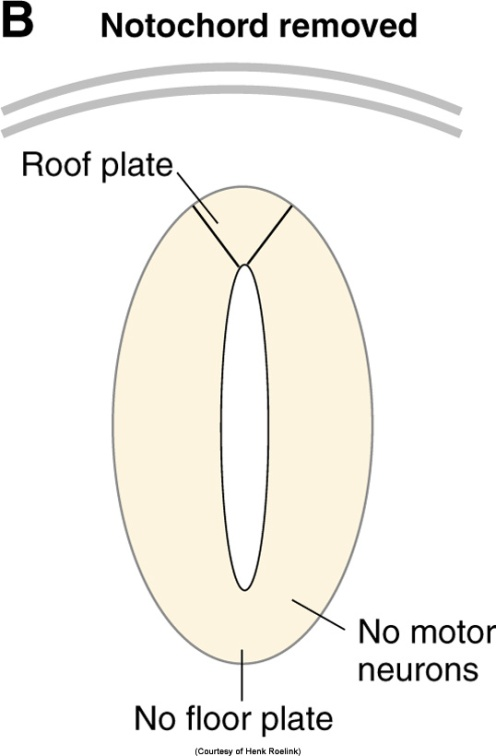 B Notochord removed
Roof plate
No motor
neurons
No floor plate
(Courtesy of Henk Roelink)